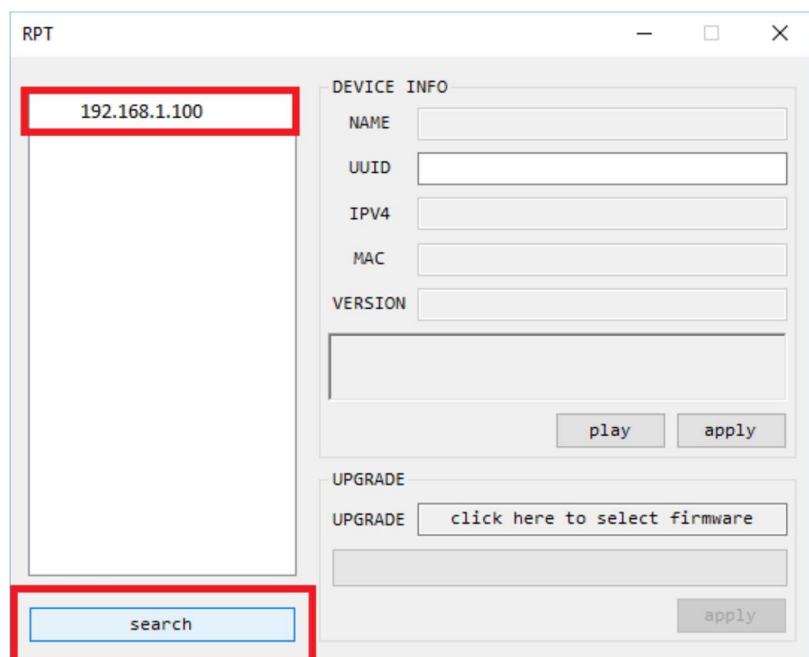 RPT
192.168.1.100
search
DEVICE INFO
NAME
UUID
IPV4
MAC
VERSION
play apply
UPGRADE
UPGRADE click here to select firmware
apply